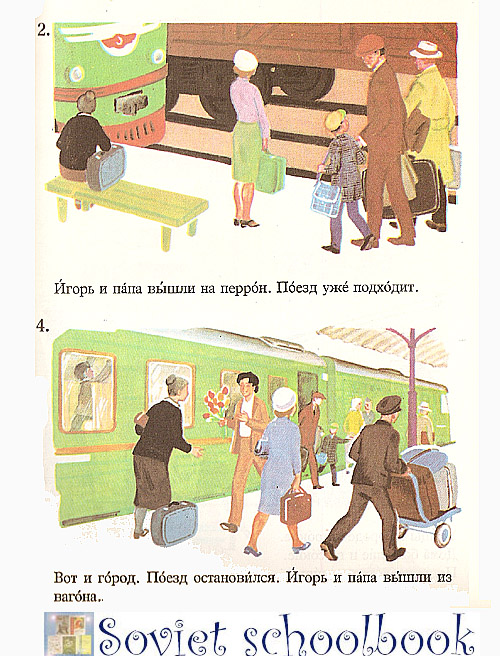 2.
И́горь и па́па вы́шли на перро́н. По́езд уже́ подхо́дит.
4.
Вот и го́род. По́езд останови́лся. И́горь и па́па вы́шли из
ваго́на.
Soviet schoolbook